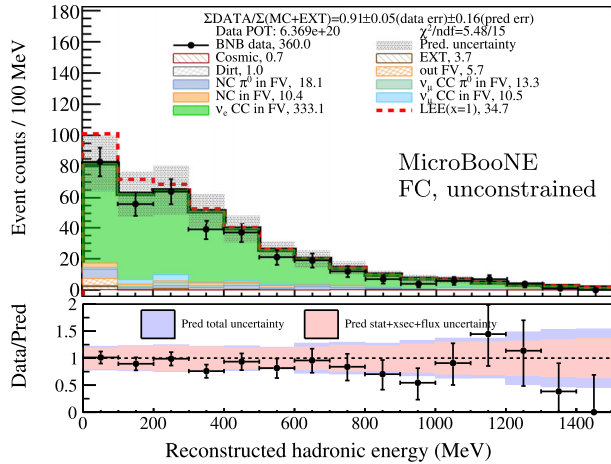 ΣDATA/Σ(MC+EXT)=0.91±0.05(data err)±0.16(pred err)
Data POT: 6.369e+20 χ²/ndf=5.48/15
BNB data, 360.0 Pred. uncertainty
Cosmic, 0.7 EXT, 3.7
Dirt, 1.0 out FV, 5.7
NC π⁰ in FV, 18.1 ν_μ CC π⁰ in FV, 13.3
NC in FV, 10.4 ν_μ CC in FV, 10.5
ν_e CC in FV, 333.1 LEE(x=1), 34.7
MicroBooNE
FC, unconstrained
Event counts / 100 MeV
180
160
140
120
100
80
60
40
20
0
Pred total uncertainty Pred stat+xsec+flux uncertainty
Data/Pred
2
1.5
1
0.5
0
0 200 400 600 800 1000 1200 1400
Reconstructed hadronic energy (MeV)